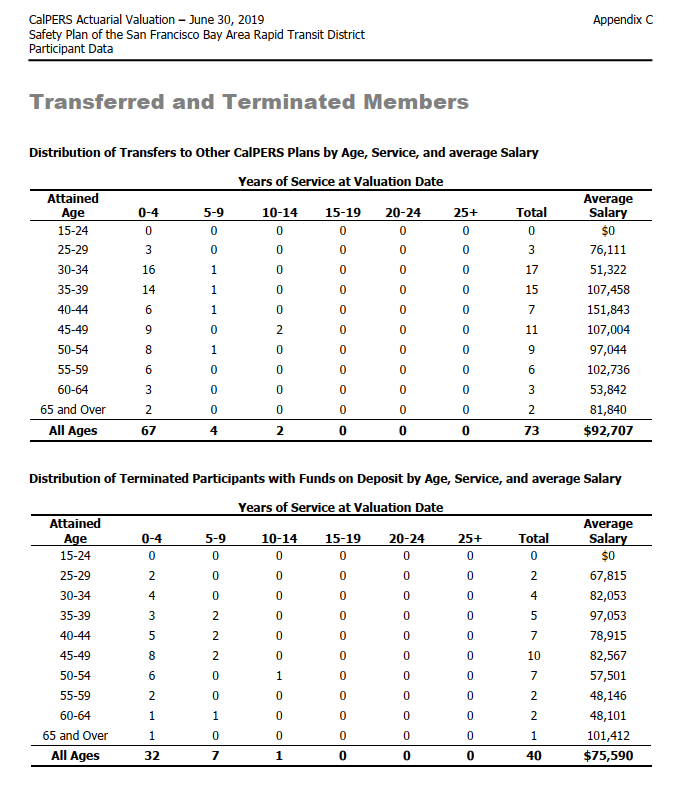 CalPERS Actuarial Valuation – June 30, 2019 Appendix C
Safety Plan of the San Francisco Bay Area Rapid Transit District
Participant Data
Transferred and Terminated Members
Distribution of Transfers to Other CalPERS Plans by Age, Service, and average Salary
Years of Service at Valuation Date
Attained Average
Age 0-4 5-9 10-14 15-19 20-24 25+ Total Salary
15-24 0 0 0 0 0 0 0 $0
25-29 3 0 0 0 0 0 3 76,111
30-34 16 1 0 0 0 0 17 51,322
35-39 14 1 0 0 0 0 15 107,458
40-44 6 1 0 0 0 0 7 151,843
45-49 9 0 2 0 0 0 11 107,004
50-54 8 1 0 0 0 0 9 97,044
55-59 6 0 0 0 0 0 6 102,736
60-64 3 0 0 0 0 0 3 53,842
65 and Over 2 0 0 0 0 0 2 81,840
All Ages 67 4 2 0 0 0 73 $92,707
Distribution of Terminated Participants with Funds on Deposit by Age, Service, and average Salary
Years of Service at Valuation Date
Attained Average
Age 0-4 5-9 10-14 15-19 20-24 25+ Total Salary
15-24 0 0 0 0 0 0 0 $0
25-29 2 0 0 0 0 0 2 67,815
30-34 4 0 0 0 0 0 4 82,053
35-39 3 2 0 0 0 0 5 97,053
40-44 5 2 0 0 0 0 7 78,915
45-49 8 2 0 0 0 0 10 82,567
50-54 6 0 1 0 0 0 7 57,501
55-59 2 0 0 0 0 0 2 48,146
60-64 1 1 0 0 0 0 2 48,101
65 and Over 1 0 0 0 0 0 1 101,412
All Ages 32 7 1 0 0 0 40 $75,590